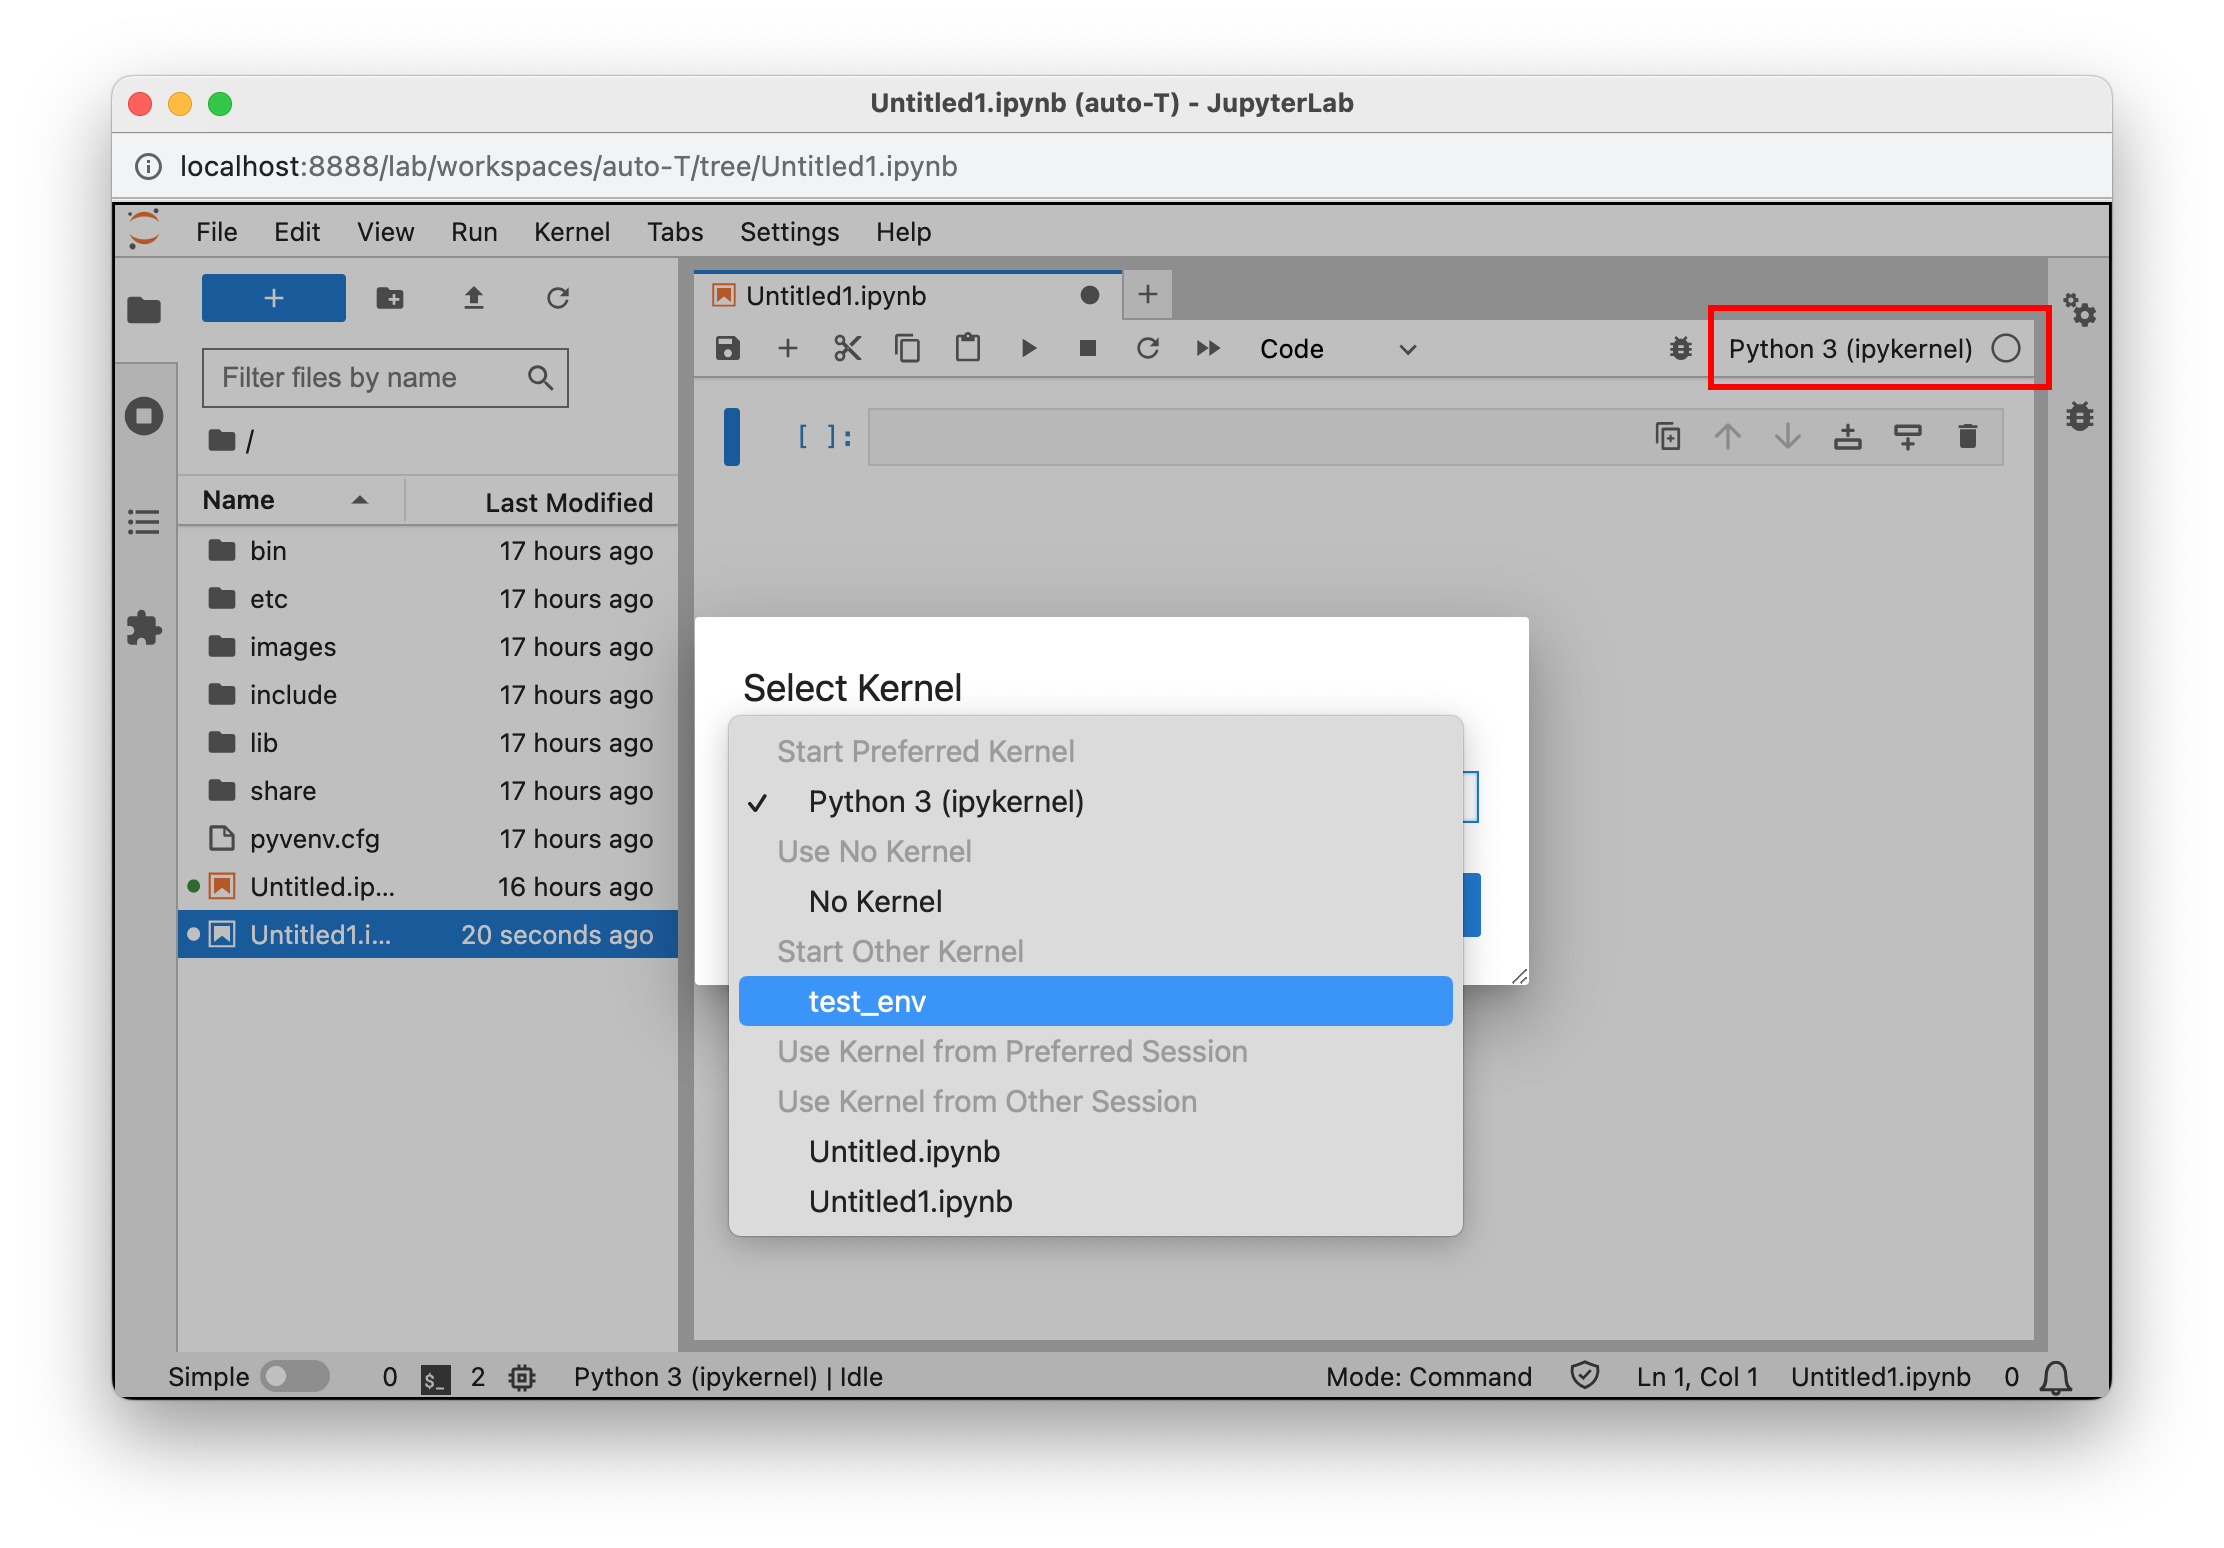 Untitled1.ipynb (auto-T) - JupyterLab
localhost:8888/lab/workspaces/auto-T/tree/Untitled1.ipynb
File Edit View Run Kernel Tabs Settings Help
Untitled1.ipynb
Code
Python 3 (ipykernel)
Filter files by name
/
[ ]:
Name Last Modified
bin 17 hours ago
etc 17 hours ago
images 17 hours ago
include 17 hours ago
lib 17 hours ago
share 17 hours ago
pyvenv.cfg 17 hours ago
Untitled.ip... 16 hours ago
Untitled1.i... 20 seconds ago
Select Kernel
Start Preferred Kernel
✓ Python 3 (ipykernel)
Use No Kernel
No Kernel
Start Other Kernel
test_env
Use Kernel from Preferred Session
Use Kernel from Other Session
Untitled.ipynb
Untitled1.ipynb
Simple 0 $_ 2 Python 3 (ipykernel) | Idle Mode: Command Ln 1, Col 1 Untitled1.ipynb 0